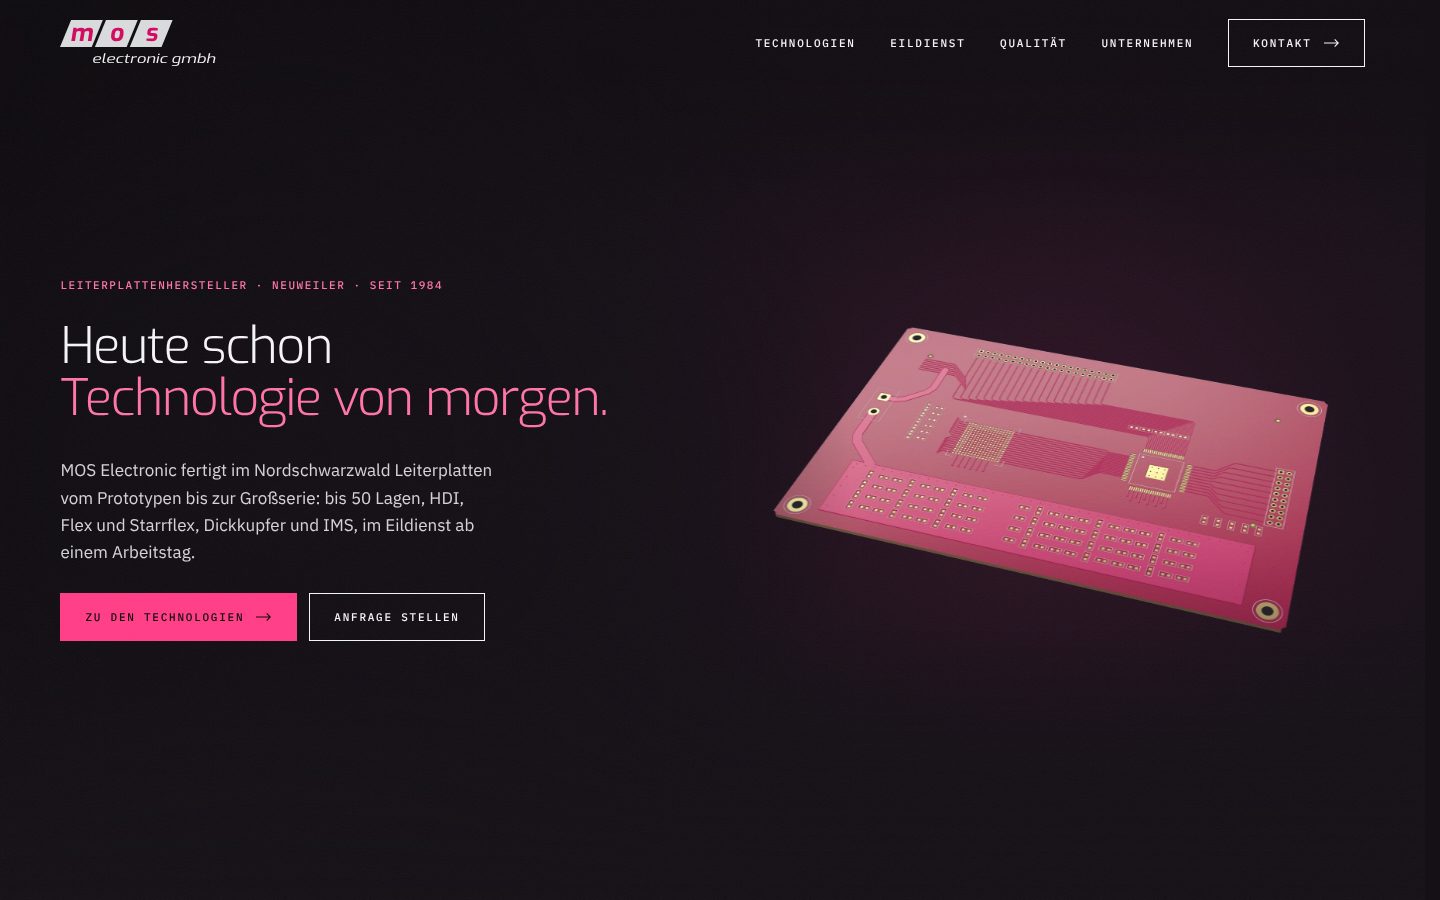 mos
electronic gmbh
TECHNOLOGIEN
EILDIENST
QUALITÄT
UNTERNEHMEN
KONTAKT →
LEITERPLATTENHERSTELLER · NEUWEILER · SEIT 1984
Heute schon
Technologie von morgen.
MOS Electronic fertigt im Nordschwarzwald Leiterplatten
vom Prototypen bis zur Großserie: bis 50 Lagen, HDI,
Flex und Starrflex, Dickkupfer und IMS, im Eildienst ab
einem Arbeitstag.
ZU DEN TECHNOLOGIEN →
ANFRAGE STELLEN